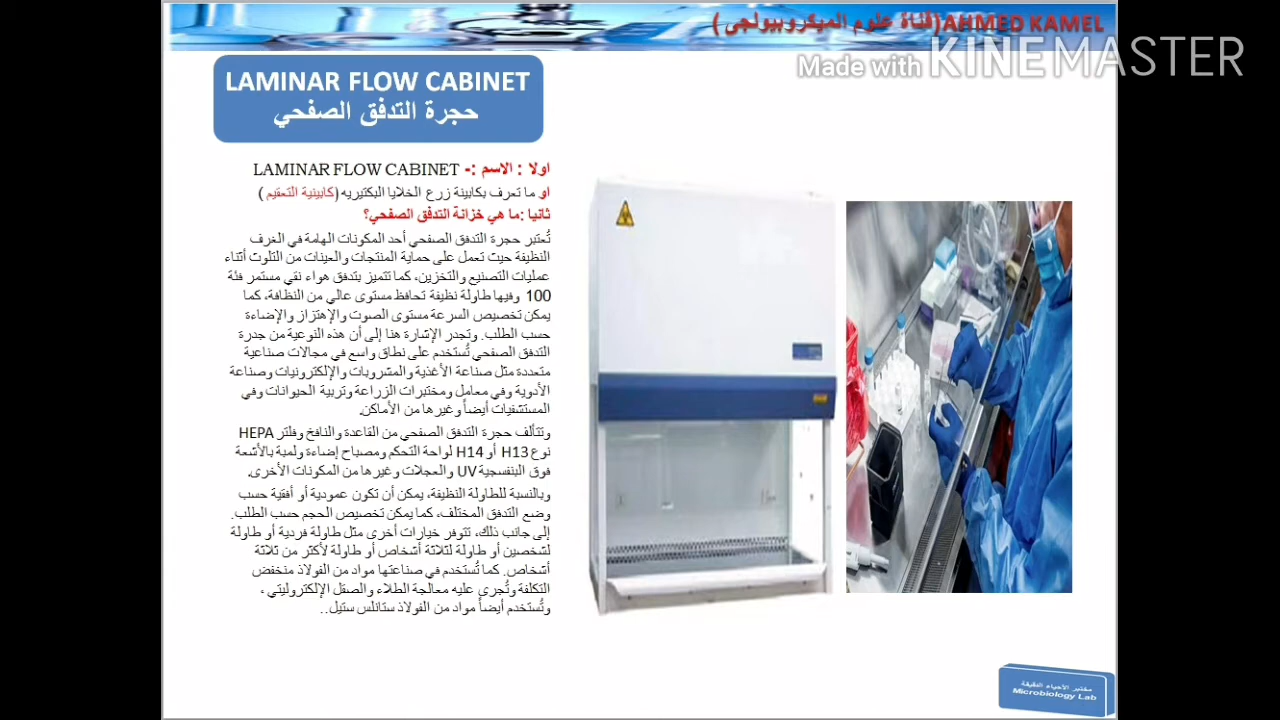 AHMED KAMEL(قناة علوم الميكروبيولجى )
Made with KINEMASTER
LAMINAR FLOW CABINET
حجرة التدفق الصفحي
اولا : الاسم :- LAMINAR FLOW CABINET
او ما تعرف بكابينة زرع الخلايا البكتيريه (كابينية التعقيم )
ثانيا :ما هي خزانة التدفق الصفحي؟
تُعتبر حجرة التدفق الصفحي أحد المكونات الهامة في الغرف
النظيفة حيث تعمل على حماية المنتجات والعينات من التلوث أثناء
عمليات التصنيع والتخزين، كما تتميز بتدفق هواء نقي مستمر فئة
100 وفيها طاولة نظيفة تحافظ مستوى عالي من النظافة، كما
يمكن تخصيص السرعة مستوى الصوت والإهتزاز والإضاءة
حسب الطلب. وتجدر الإشارة هنا إلى أن هذه النوعية من جدرة
التدفق الصفحي تُستخدم على نطاق واسع في مجالات صناعية
متعددة مثل صناعة الأغذية والمشروبات والإلكترونيات وصناعة
الأدوية وفي معامل ومختبرات الزراعة وتربية الحيوانات وفي
المستشفيات أيضاً وغيرها من الأماكن.
وتتألف حجرة التدفق الصفحي من القاعدة والنافخ وفلتر HEPA
نوع H13 أو H14 لواحة التحكم ومصباح إضاءة ولمبة بالأشعة
فوق البنفسجية UV والعجلات وغيرها من المكونات الأخرى.
وبالنسبة للطاولة النظيفة، يمكن أن تكون عمودية أو أفقية حسب
وضع التدفق المختلف، كما يمكن تخصيص الحجم حسب الطلب.
إلى جانب ذلك، تتوفر خيارات أخرى مثل طاولة فردية أو طاولة
لشخصين أو طاولة لثلاثة أشخاص أو طاولة لأكثر من ثلاثة
أشخاص. كما تُستخدم في صناعتها مواد من الفولاذ منخفض
التكلفة وتُجرى عليه معالجة الطلاء والصقل الإلكتروليتي ،
وتُستخدم أيضاً مواد من الفولاذ ستانلس ستيل..
مختبر الأحياء الدقيقة
Microbiology Lab